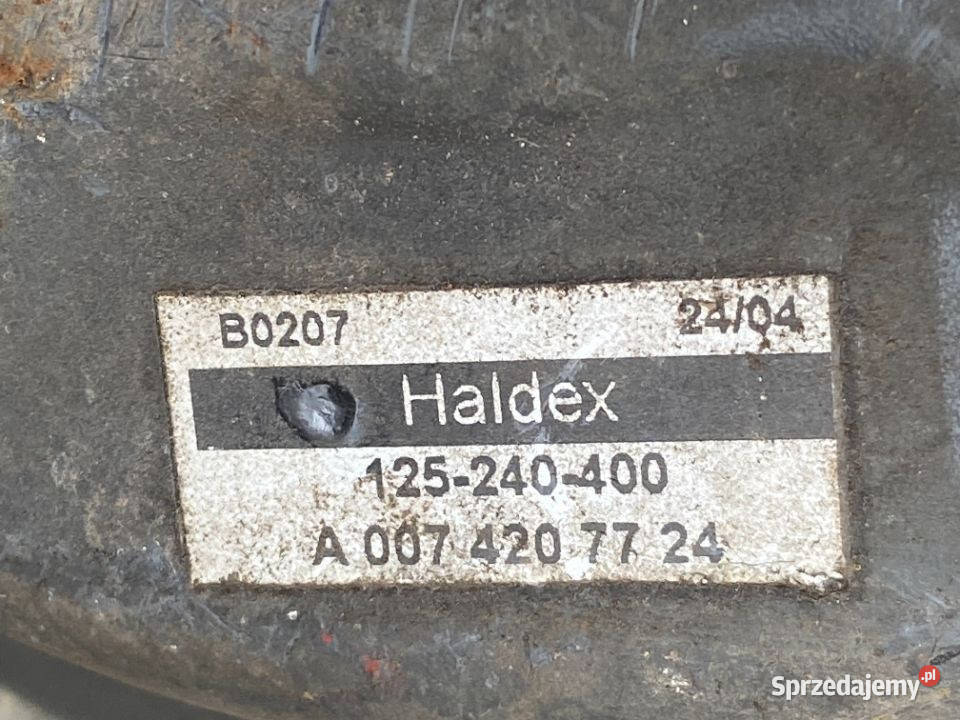 B0207 24/04
Haldex
125-240-400
A 007 420 77 24
Sprzedajemy.pl